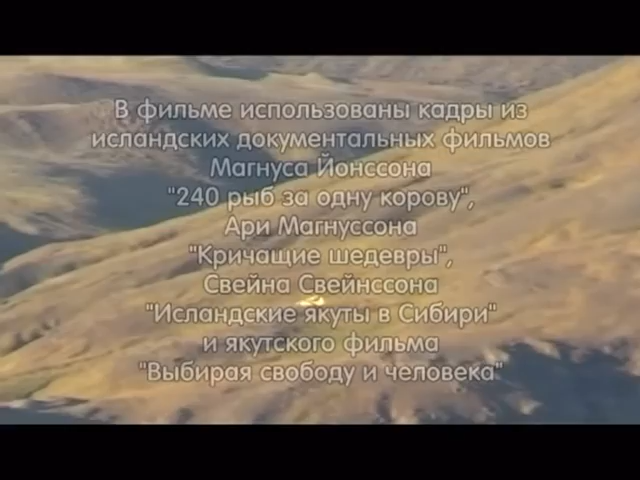 В фильме использованы кадры из
исландских документальных фильмов
Магнуса Йонссона
"240 рыб за одну корову",
Ари Магнуссона
"Кричащие шедевры",
Свейна Свейнссона
"Исландские якуты в Сибири"
и якутского фильма
"Выбирая свободу и человека"